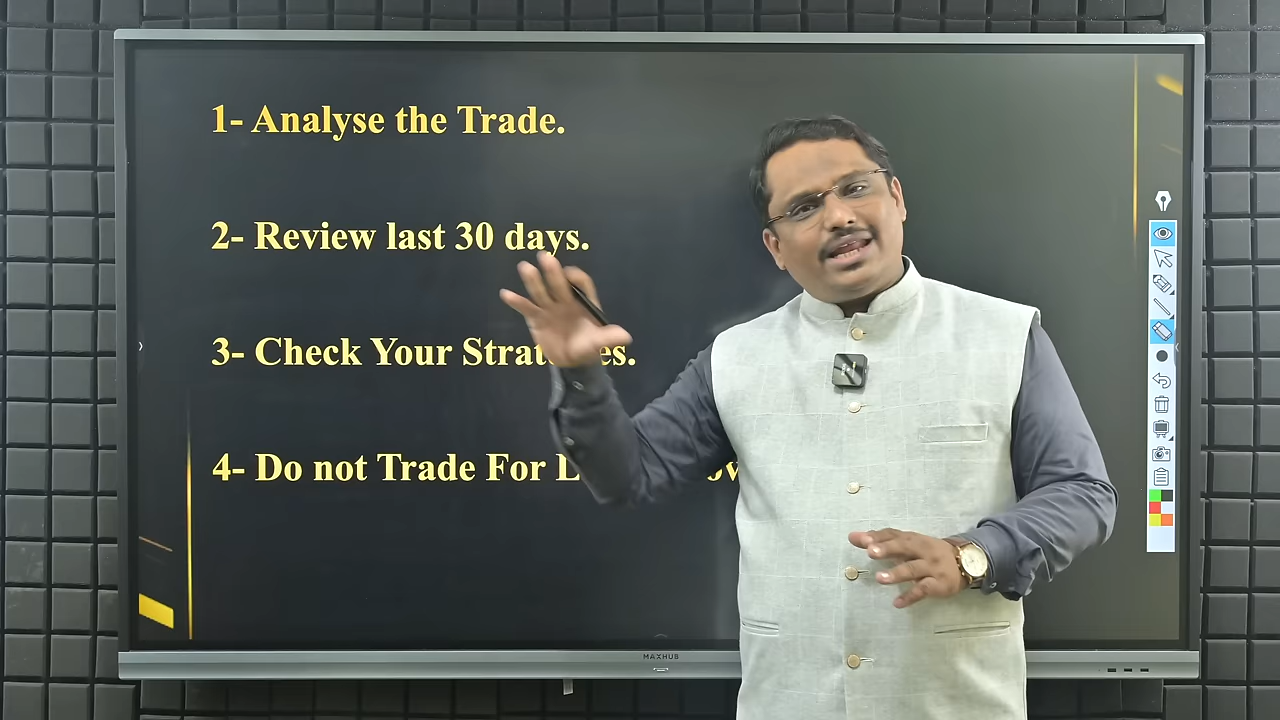 1- Analyse the Trade.
2- Review last 30 days.
3- Check Your
4- Do not Trade For
MAXHUB